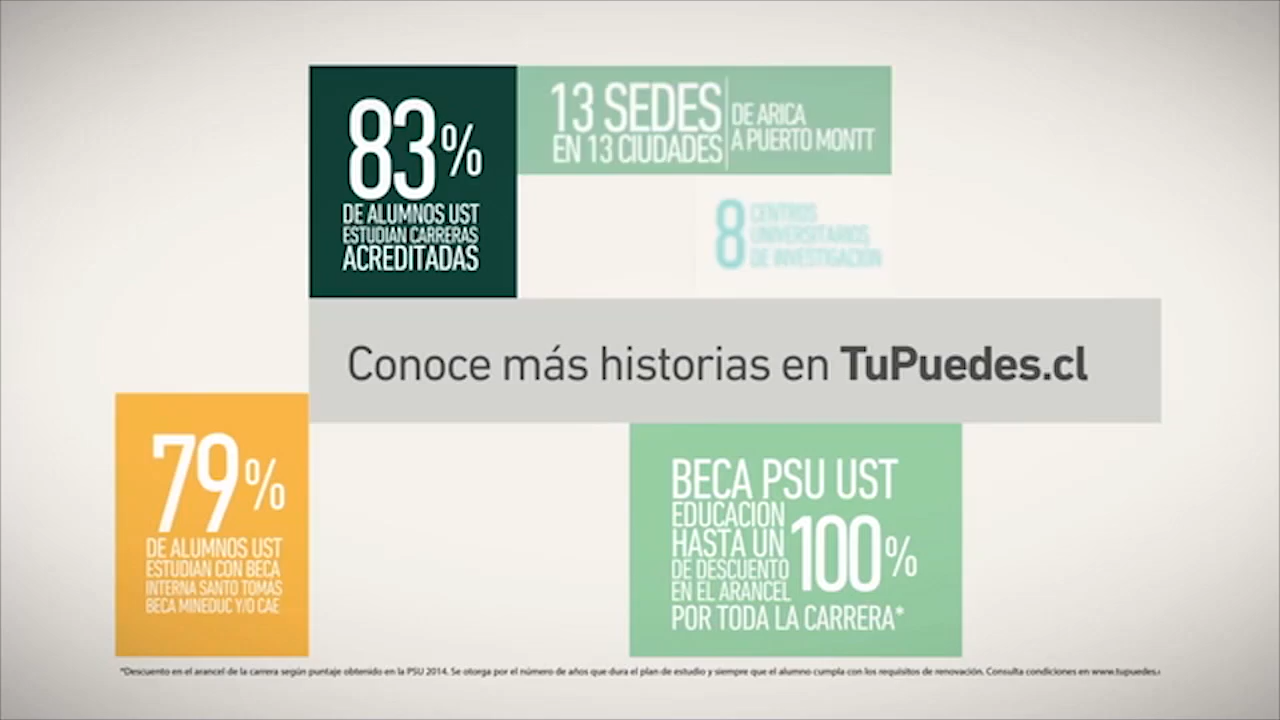 83%
DE ALUMNOS UST
ESTUDIAN CARRERAS
ACREDITADAS
13 SEDES
EN 13 CIUDADES
DE ARICA
A PUERTO MONTT
8
CENTROS
UNIVERSITARIOS
DE INVESTIGACION
Conoce más historias en TuPuedes.cl
79%
DE ALUMNOS UST
ESTUDIAN CON BECA
INTERNA SANTO TOMAS
BECA MINEDUC Y/O CAE
BECA PSU UST
EDUCACION
HASTA UN
DE DESCUENTO
EN EL ARANCEL
100%
POR TODA LA CARRERA*
*Descuento en el arancel de la carrera según puntaje obtenido en la PSU 2014. Se otorga por el número de años que dura el plan de estudio y siempre que el alumno cumpla con los requisitos de renovación. Consulta condiciones en www.tupuedes.